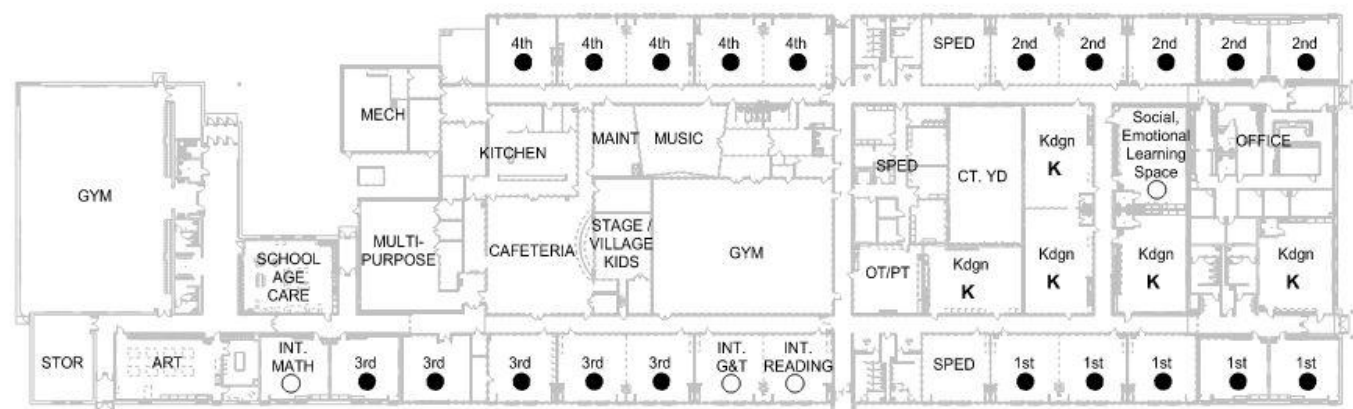 4th 4th 4th 4th 4th SPED 2nd 2nd 2nd 2nd 2nd
MECH
KITCHEN
MAINT
MUSIC
SPED
CT. YD
Kdgn
K
Social,
Emotional
Learning
Space
OFFICE
GYM
SCHOOL
AGE
CARE
MULTI-
PURPOSE
CAFETERIA
STAGE /
VILLAGE
KIDS
GYM
OT/PT
Kdgn
K
Kdgn
K
Kdgn
K
Kdgn
K
STOR
ART
INT.
MATH
3rd 3rd 3rd 3rd 3rd
INT.
G&T
INT.
READING
SPED
1st 1st 1st 1st 1st